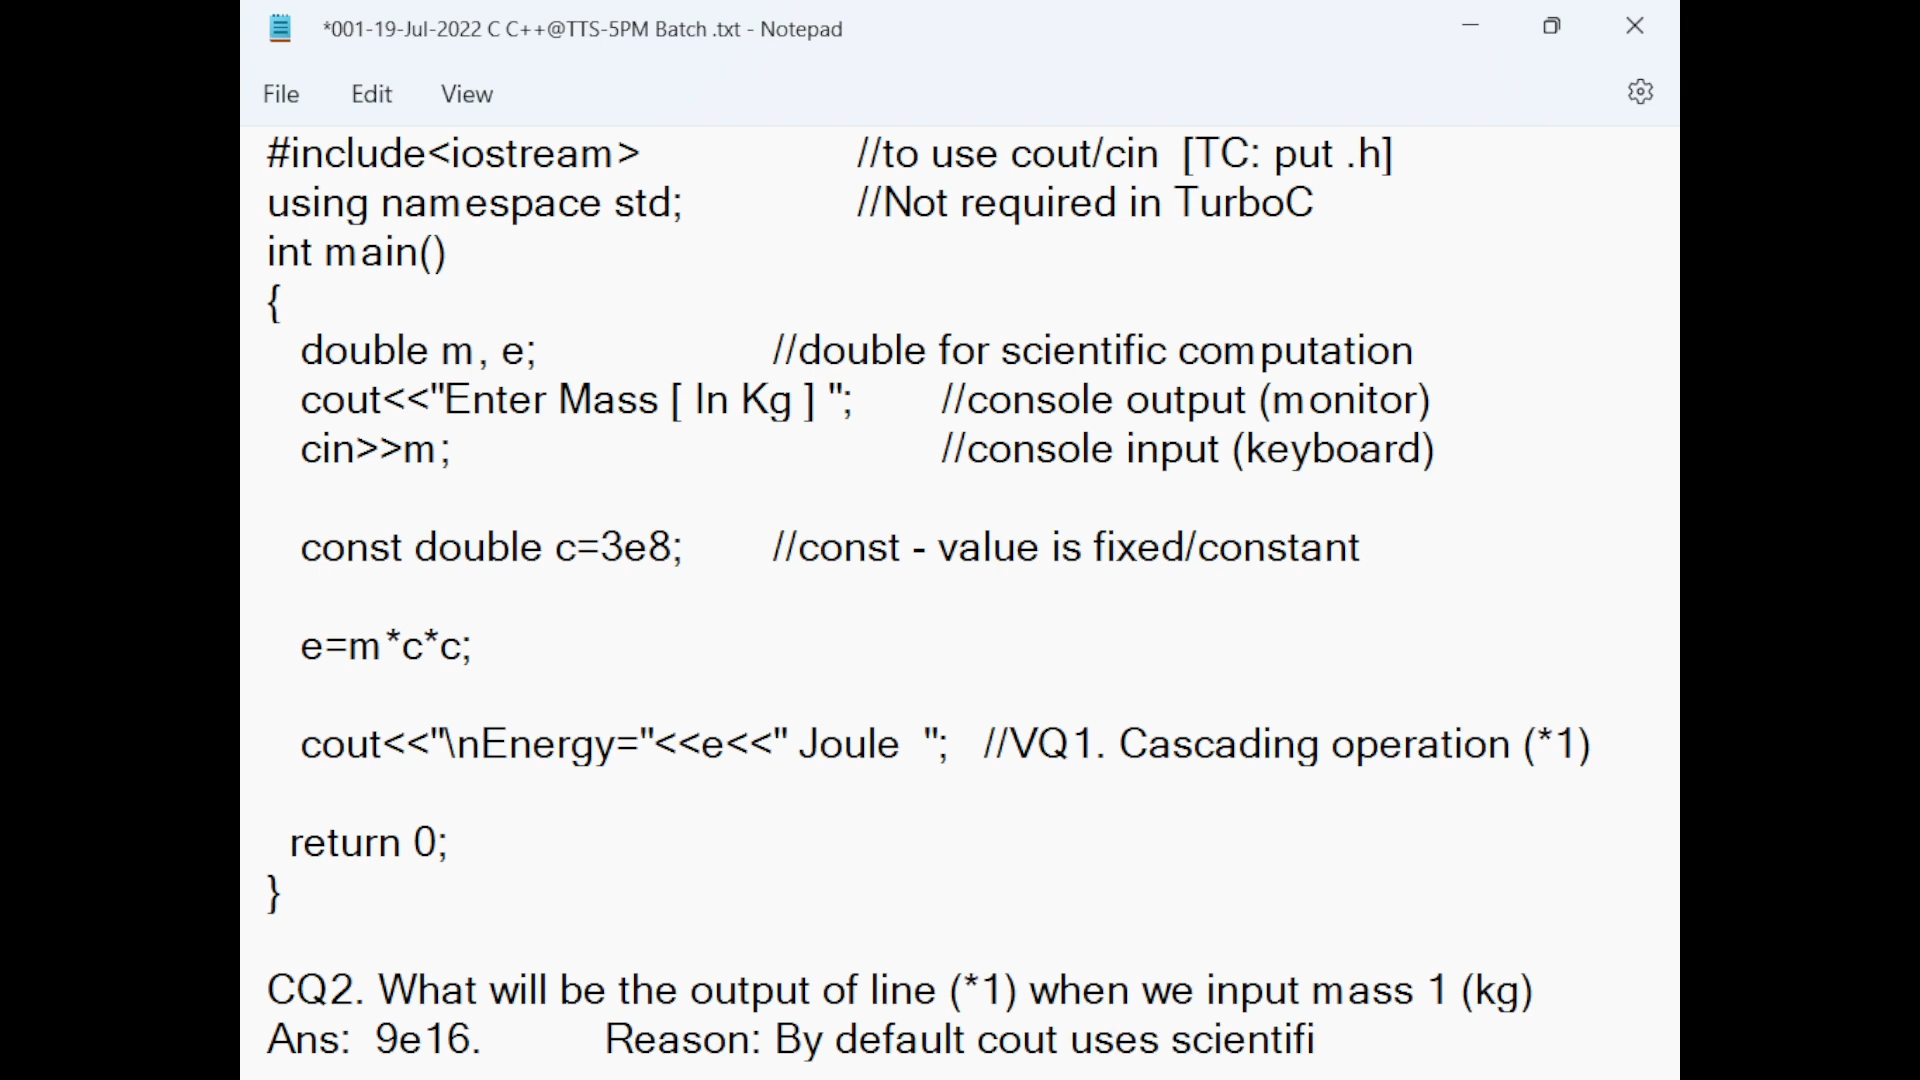 *001-19-Jul-2022 C C++@TTS-5PM Batch .txt - Notepad
File Edit View
#include<iostream> //to use cout/cin [TC: put .h]
using namespace std; //Not required in TurboC
int main()
{
double m, e; //double for scientific computation
cout<<"Enter Mass [ In Kg ] "; //console output (monitor)
cin>>m; //console input (keyboard)
const double c=3e8; //const - value is fixed/constant
e=m*c*c;
cout<<"\nEnergy="<<e<<" Joule "; //VQ1. Cascading operation (*1)
return 0;
}
CQ2. What will be the output of line (*1) when we input mass 1 (kg)
Ans: 9e16. Reason: By default cout uses scientifi